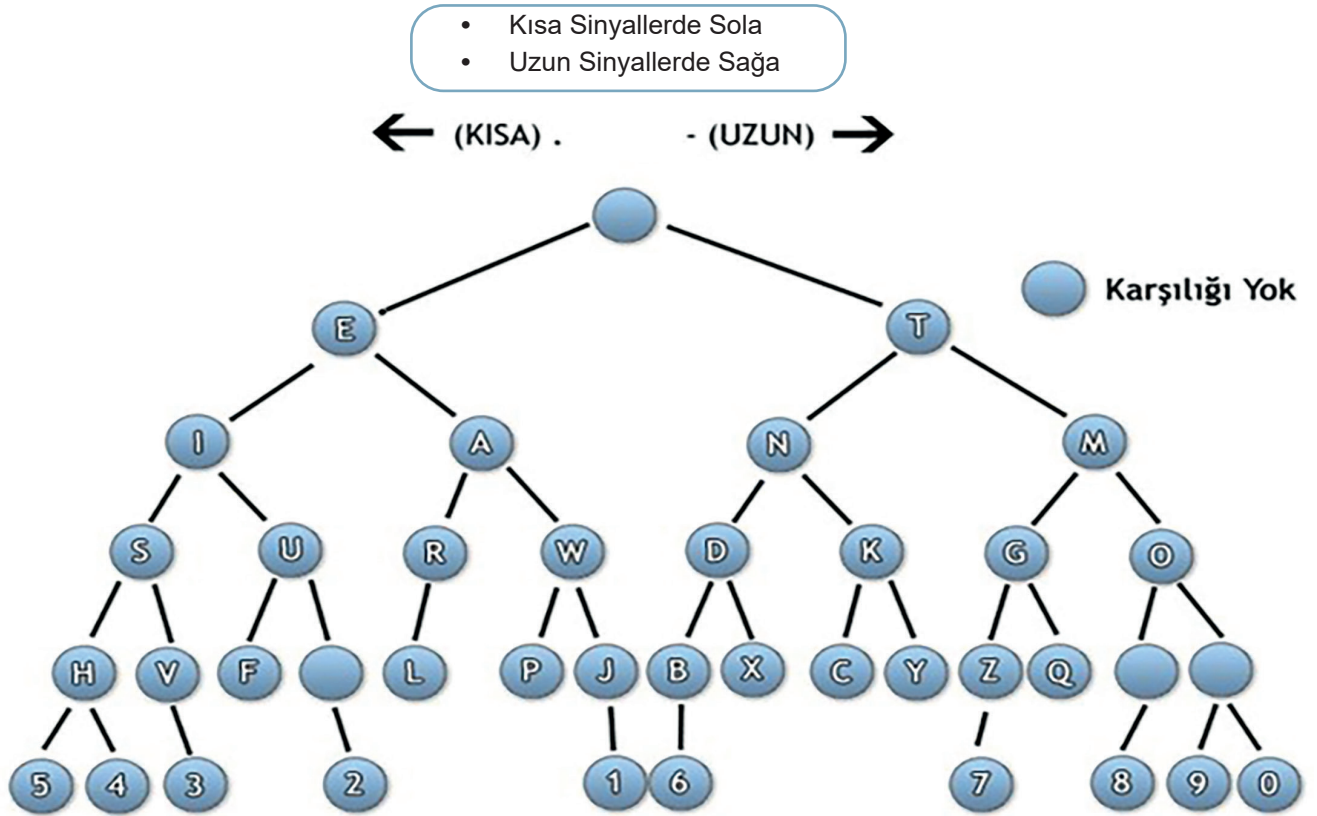 • Kısa Sinyallerde Sola
• Uzun Sinyallerde Sağa
(KISA) . - (UZUN)
Karşılığı Yok
E T
I A N M
S U R W D K G O
H V F L P J B X C Y Z Q
5 4 3 2 1 6 7 8 9 0